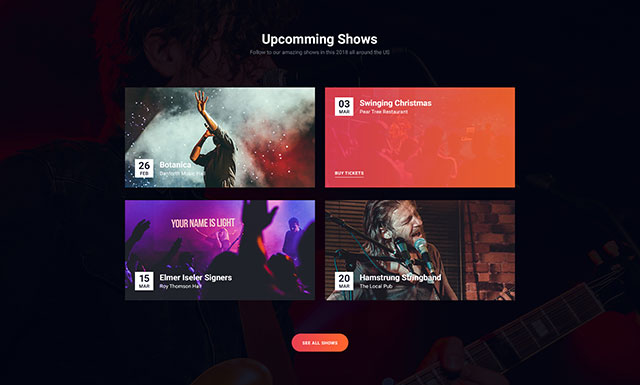 Upcomming Shows
Follow to our amazing shows in this 2018 all around the US
26
FEB
Botanica
Danforth Music Hall
03
MAR
Swinging Christmas
Pear Tree Restaurant
BUY TICKETS
YOUR NAME IS LIGHT
15
MAR
Elmer Iseler Signers
Roy Thomson Hall
20
MAR
Hamstrung Stringband
The Local Pub
SEE ALL SHOWS